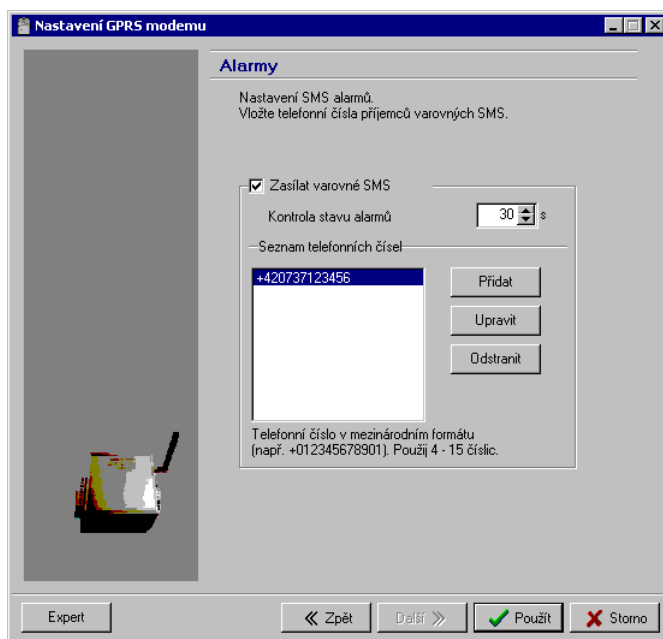 Nastavení GPRS modemu
Alarmy
Nastavení SMS alarmů.
Vložte telefonní čísla příjemců varovných SMS.
Zasílat varovné SMS
Kontrola stavu alarmů 30 s
Seznam telefonních čísel
+420737123456
Přidat
Upravit
Odstranit
Telefonní číslo v mezinárodním formátu
(např. +012345678901). Použij 4 - 15 číslic.
Expert Zpět Další Použít Storno